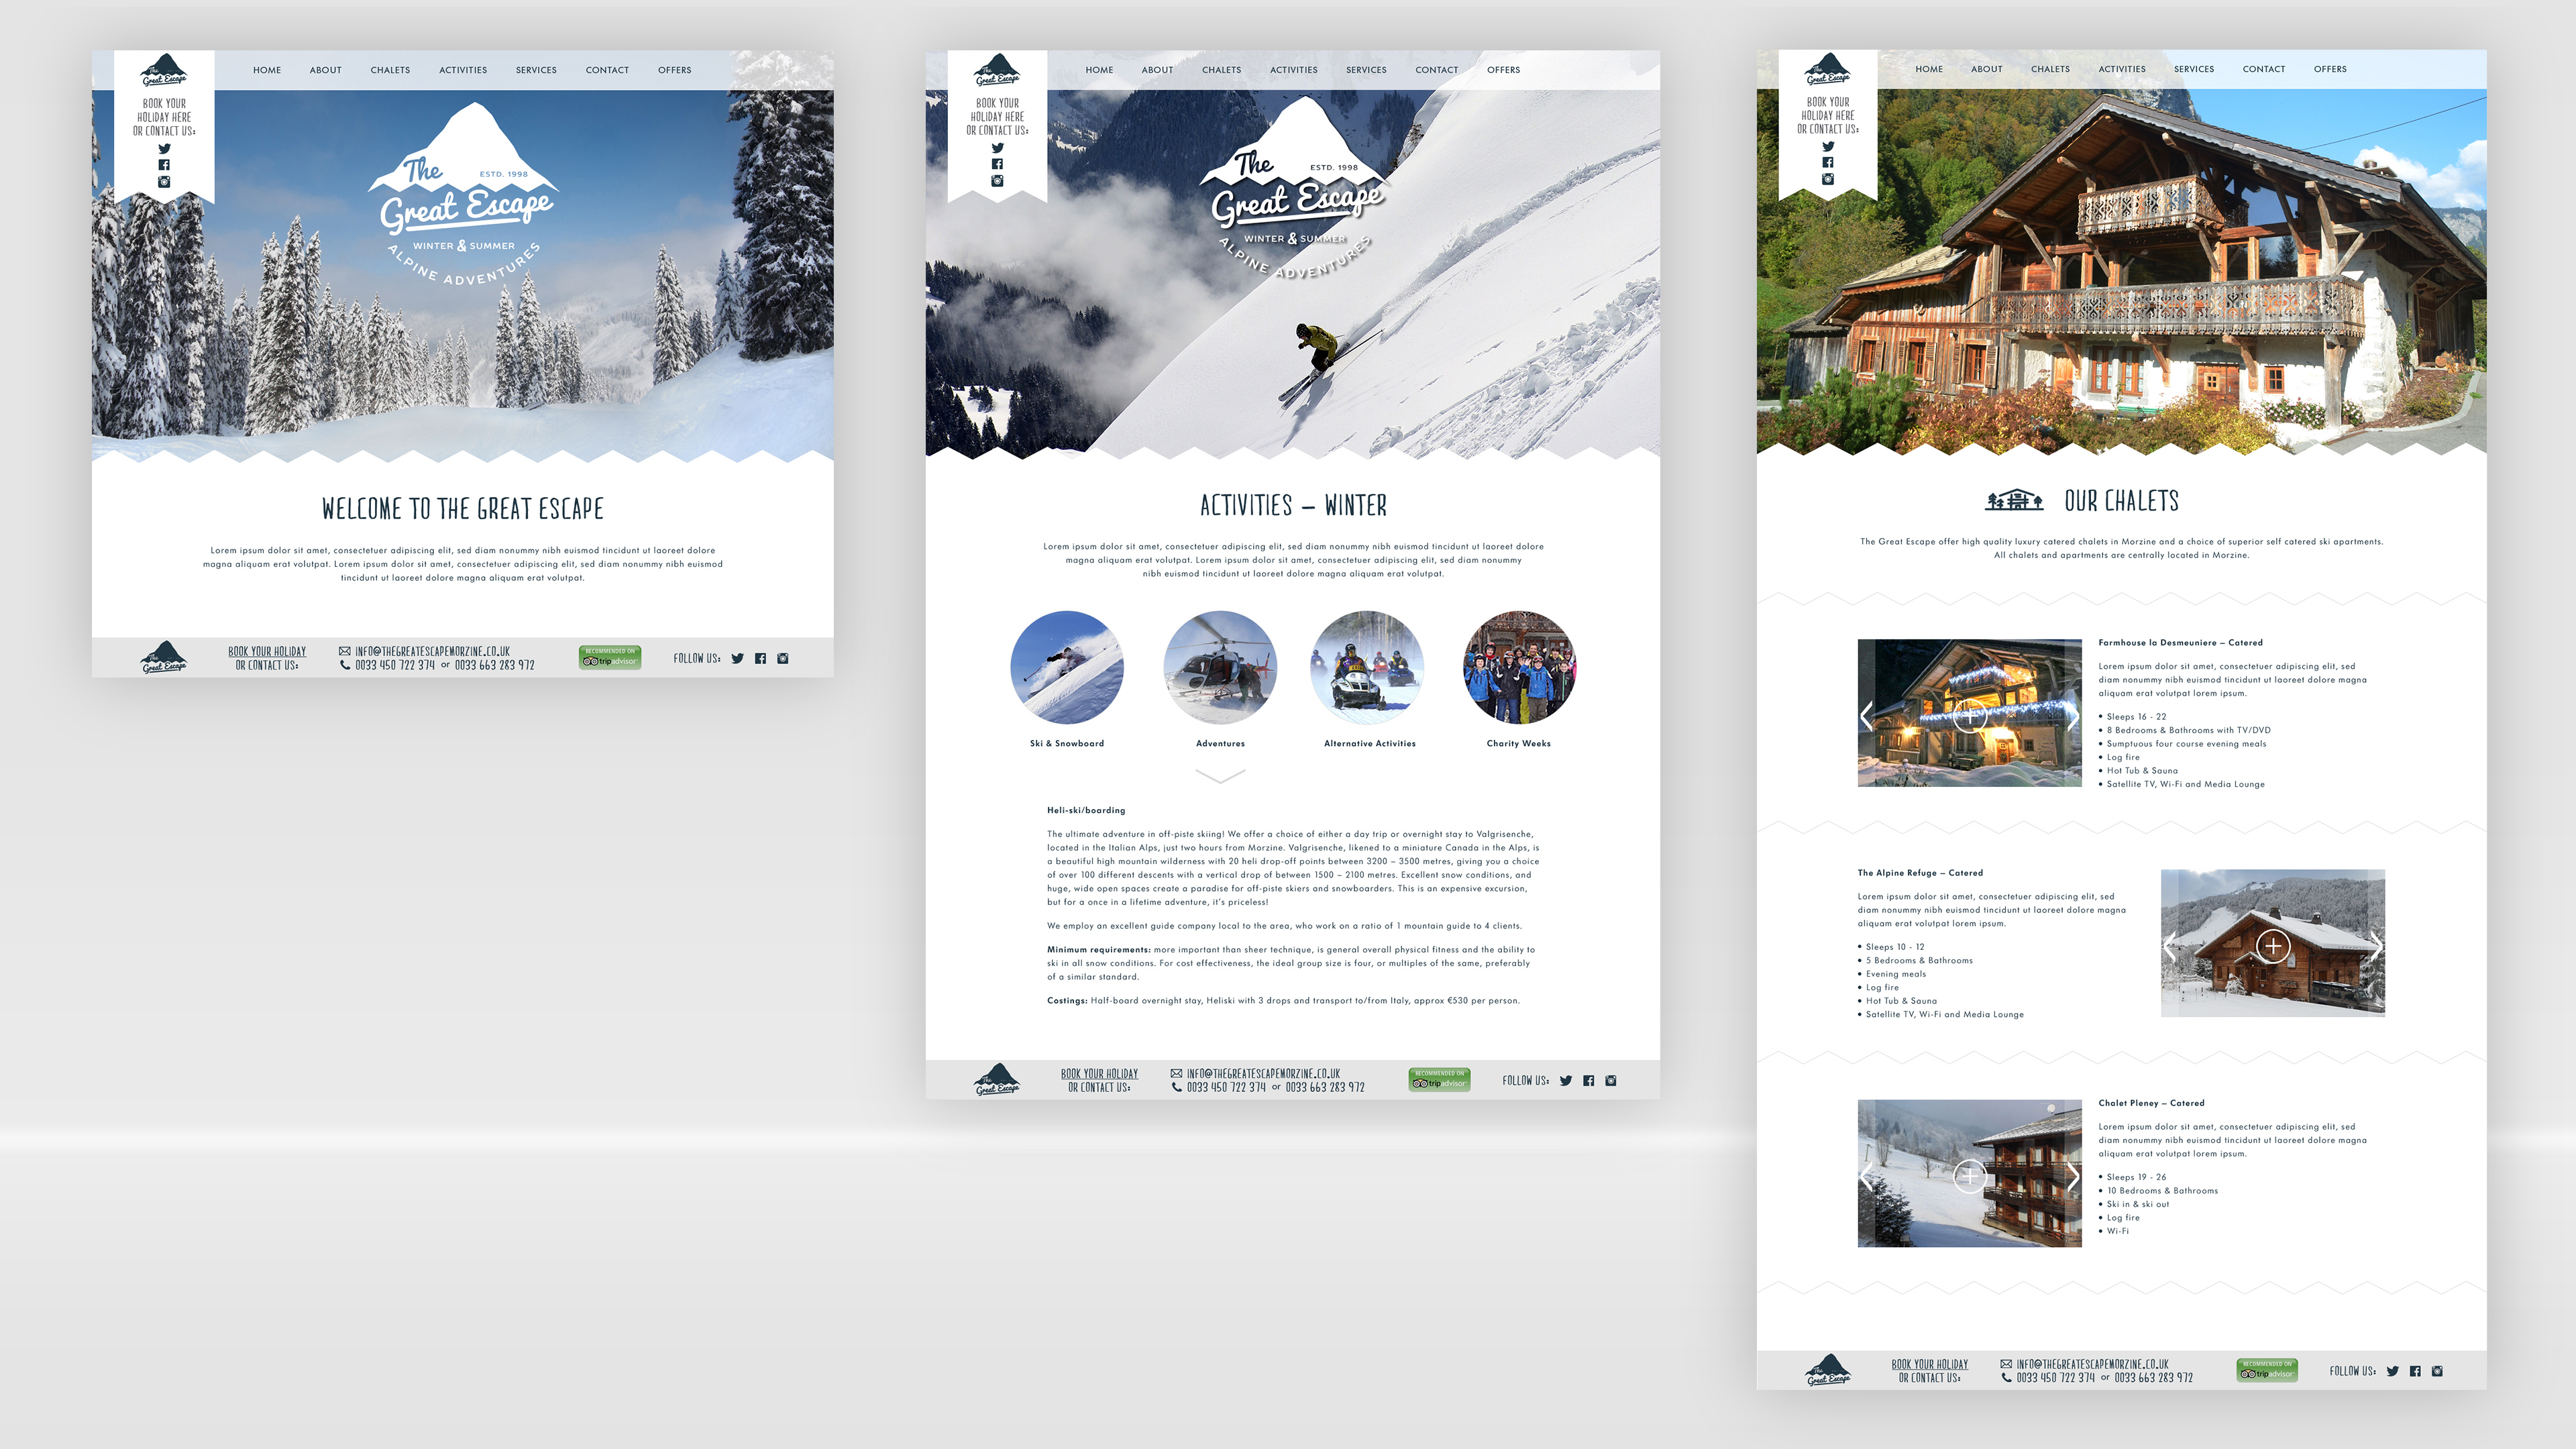 The
Great Escape
HOME ABOUT CHALETS ACTIVITIES SERVICES CONTACT OFFERS
BOOK YOUR
HOLIDAY HERE
OR CONTACT US:
The
ESTD. 1998
Great Escape
WINTER & SUMMER
ALPINE ADVENTURES
WELCOME TO THE GREAT ESCAPE
Lorem ipsum dolor sit amet, consectetuer adipiscing elit, sed diam nonummy nibh euismod tincidunt ut laoreet dolore
magna aliquam erat volutpat. Lorem ipsum dolor sit amet, consectetuer adipiscing elit, sed diam nonummy nibh euismod
tincidunt ut laoreet dolore magna aliquam erat volutpat.
The
Great Escape
BOOK YOUR HOLIDAY
OR CONTACT US:
INFO@THEGREATESCAPEMORZINE.CO.UK
0033 450 722 374 or 0033 663 283 972
RECOMMENDED ON
tripadvisor
FOLLOW US:
The
Great Escape
HOME ABOUT CHALETS ACTIVITIES SERVICES CONTACT OFFERS
BOOK YOUR
HOLIDAY HERE
OR CONTACT US:
The
ESTD. 1998
Great Escape
WINTER & SUMMER
ALPINE ADVENTURES
ACTIVITIES – WINTER
Lorem ipsum dolor sit amet, consectetuer adipiscing elit, sed diam nonummy nibh euismod tincidunt ut laoreet dolore
magna aliquam erat volutpat. Lorem ipsum dolor sit amet, consectetuer adipiscing elit, sed diam nonummy
nibh euismod tincidunt ut laoreet dolore magna aliquam erat volutpat.
Ski & Snowboard
Adventures
Alternative Activities
Charity Weeks
Heli-ski/boarding
The ultimate adventure in off-piste skiing! We offer a choice of either a day trip or overnight stay to Valgrisenche,
located in the Italian Alps, just two hours from Morzine. Valgrisenche, likened to a miniature Canada in the Alps, is
a beautiful high mountain wilderness with 20 heli drop-off points between 3200 – 3500 metres, giving you a choice
of over 100 different descents with a vertical drop of between 1500 – 2100 metres. Excellent snow conditions, and
huge, wide open spaces create a paradise for off-piste skiers and snowboarders. This is an expensive excursion,
but for a once in a lifetime adventure, it's priceless!
We employ an excellent guide company local to the area, who work on a ratio of 1 mountain guide to 4 clients.
Minimum requirements: more important than sheer technique, is general overall physical fitness and the ability to
ski in all snow conditions. For cost effectiveness, the ideal group size is four, or multiples of the same, preferably
of a similar standard.
Costings: Half-board overnight stay, Heliski with 3 drops and transport to/from Italy, approx €530 per person.
The
Great Escape
BOOK YOUR HOLIDAY
OR CONTACT US:
INFO@THEGREATESCAPEMORZINE.CO.UK
0033 450 722 374 or 0033 663 283 972
RECOMMENDED ON
tripadvisor
FOLLOW US:
The
Great Escape
HOME ABOUT CHALETS ACTIVITIES SERVICES CONTACT OFFERS
BOOK YOUR
HOLIDAY HERE
OR CONTACT US:
OUR CHALETS
The Great Escape offer high quality luxury catered chalets in Morzine and a choice of superior self catered ski apartments.
All chalets and apartments are centrally located in Morzine.
Farmhouse la Desmeuniere – Catered
Lorem ipsum dolor sit amet, consectetuer adipiscing elit, sed
diam nonummy nibh euismod tincidunt ut laoreet dolore magna
aliquam erat volutpat lorem ipsum.
• Sleeps 16 - 22
• 8 Bedrooms & Bathrooms with TV/DVD
• Sumptuous four course evening meals
• Log fire
• Hot Tub & Sauna
• Satellite TV, Wi-Fi and Media Lounge
The Alpine Refuge – Catered
Lorem ipsum dolor sit amet, consectetuer adipiscing elit, sed
diam nonummy nibh euismod tincidunt ut laoreet dolore magna
aliquam erat volutpat lorem ipsum.
• Sleeps 10 - 12
• 5 Bedrooms & Bathrooms
• Evening meals
• Log fire
• Hot Tub & Sauna
• Satellite TV, Wi-Fi and Media Lounge
Chalet Pleney – Catered
Lorem ipsum dolor sit amet, consectetuer adipiscing elit, sed
diam nonummy nibh euismod tincidunt ut laoreet dolore magna
aliquam erat volutpat lorem ipsum.
• Sleeps 19 - 26
• 10 Bedrooms & Bathrooms
• Ski in & ski out
• Log fire
• Wi-Fi
The
Great Escape
BOOK YOUR HOLIDAY
OR CONTACT US:
INFO@THEGREATESCAPEMORZINE.CO.UK
0033 450 722 374 or 0033 663 283 972
RECOMMENDED ON
tripadvisor
FOLLOW US: